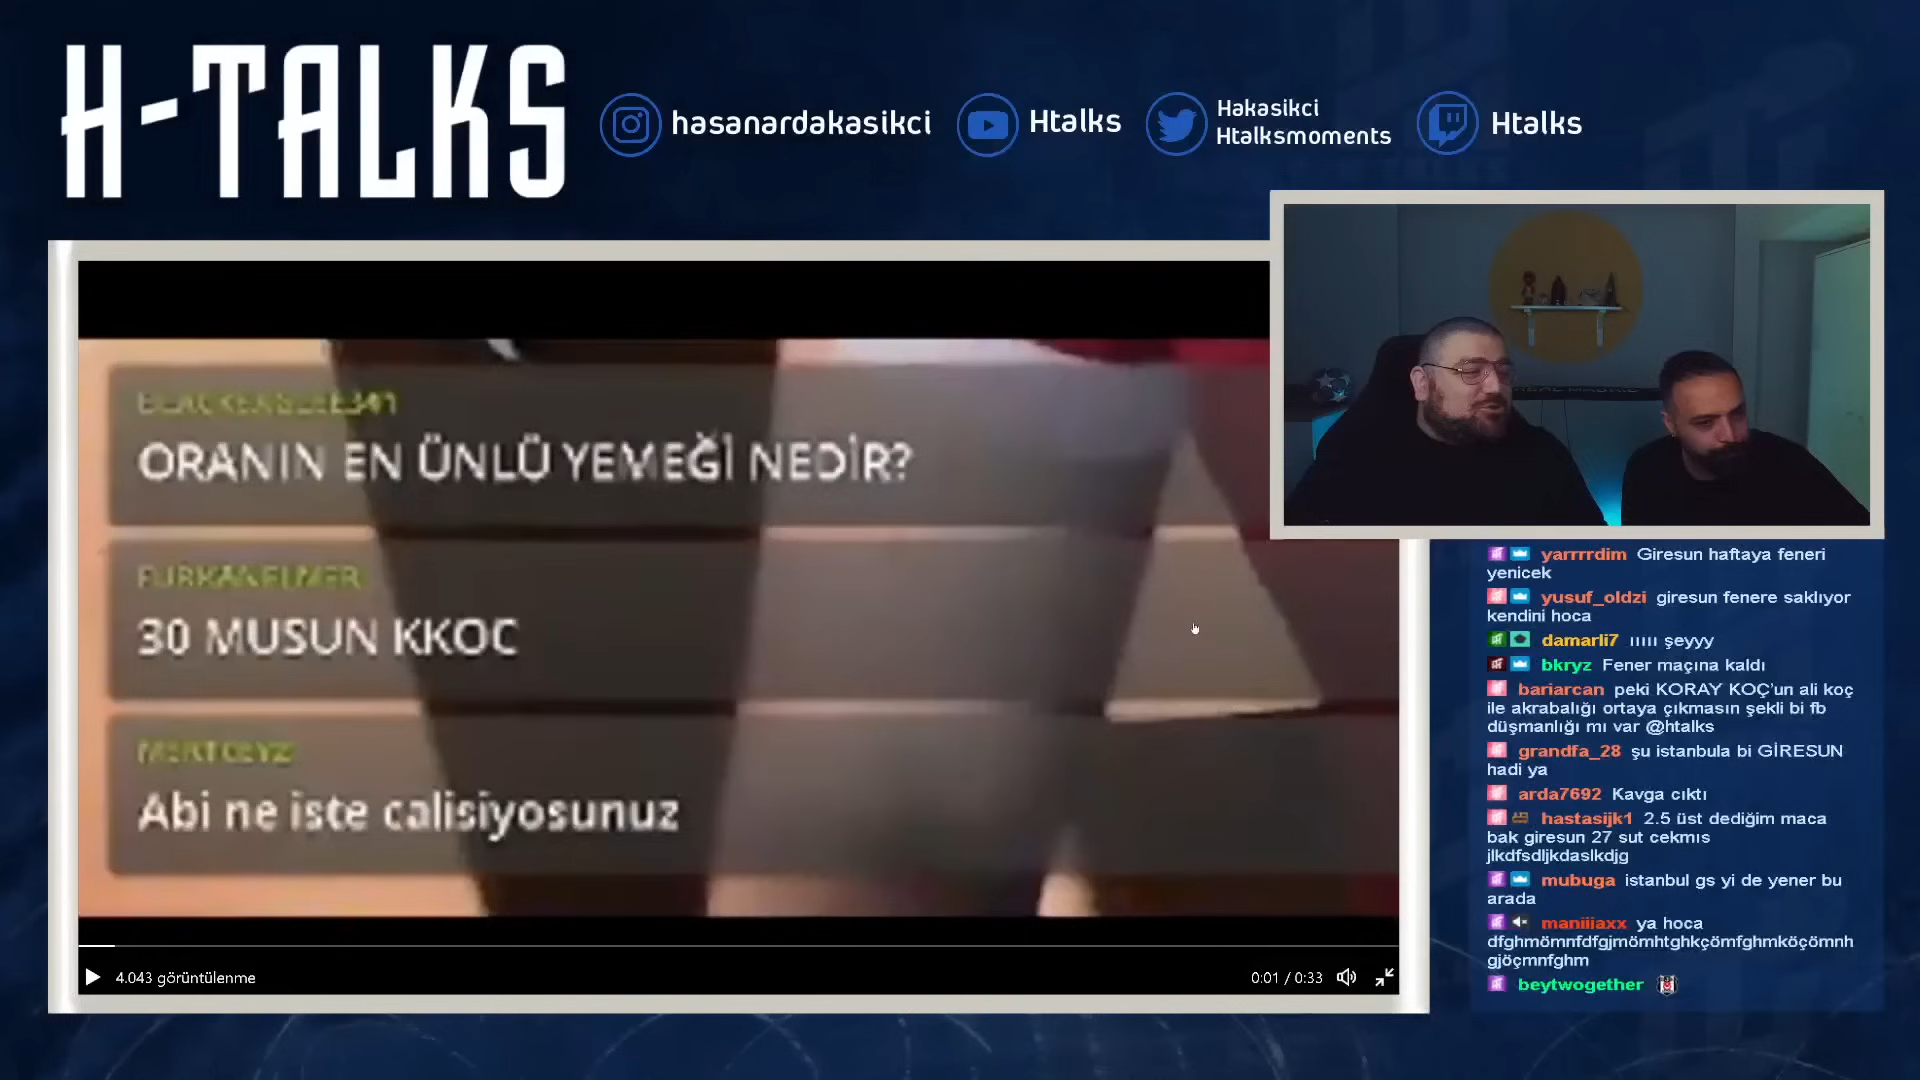 H-TALKS
hasanardakasikci
Htalks
Hakasikci
Htalksmoments
Htalks
ORANIN EN ÜNLÜ YEMEĞİ NEDİR?
FURKANELMER
30 MUSUN KKOC
Abi ne iste calisiyosunuz
4.043 görüntülenme
0:01 / 0:33
yarrrrdim Giresun haftaya feneri
yenicek
yusuf_oldzi giresun fenere saklıyor
kendini hoca
damarli7 ııııı şeyyy
bkryz Fener maçına kaldı
bariarcan peki KORAY KOÇ'un ali koç
ile akrabalığı ortaya çıkmasın şekli bi fb
düşmanlığı mı var @htalks
grandfa_28 şu istanbula bi GİRESUN
hadi ya
arda7692 Kavga cıktı
hastasijk1 2.5 üst dediğim maca
bak giresun 27 sut cekmıs
jlkdfsdljkdaslkdjg
mubuga istanbul gs yi de yener bu
arada
maniiiaxx ya hoca
dfghmömnfdfgjmömhtghkçömfghmköçömnh
gjöçmnfghm
beytwogether